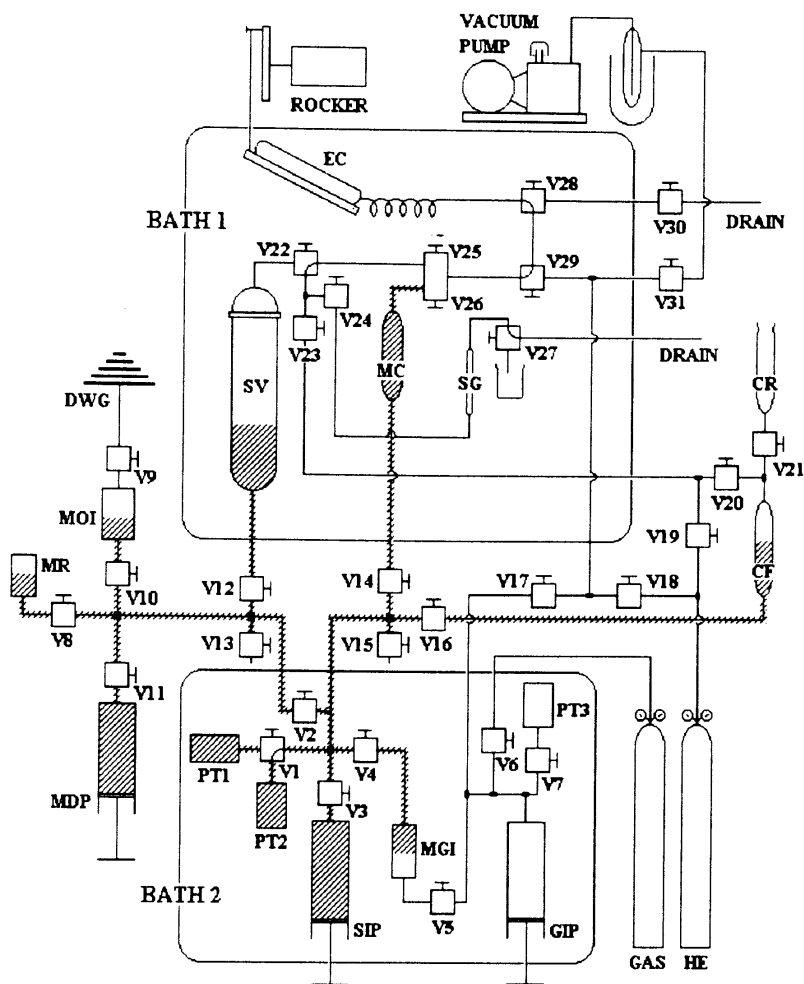 VACUUM
PUMP
ROCKER
EC
V28
V30
DRAIN
BATH 1
V22
V25
V29
V31
V26
V24
V23
MC
SG
V27
DRAIN
CR
SV
DWG
V9
V21
V20
MOI
V19
MR
V10
V12
V14
V17
V18
CF
V8
V13
V15
V16
V11
V2
PT3
V6
V7
PT1
V1
V4
V3
MDP
PT2
MGI
BATH 2
V5
SIP
GIP
GAS
HE